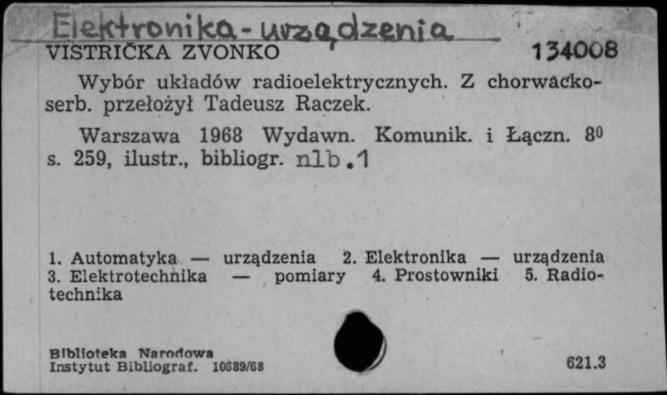 Elektronika - urządzenia
VISTRIČKA ZVONKO 134008
Wybór układów radioelektrycznych. Z chorwacko-
serb. przełożył Tadeusz Raczek.
Warszawa 1968 Wydawn. Komunik. i Łączn. 8⁰
s. 259, ilustr., bibliogr. nlb.1
1. Automatyka — urządzenia 2. Elektronika — urządzenia
3. Elektrotechnika — pomiary 4. Prostowniki 5. Radio-
technika
Biblioteka Narodowa
Instytut Bibliograf. 10689/68 621.3